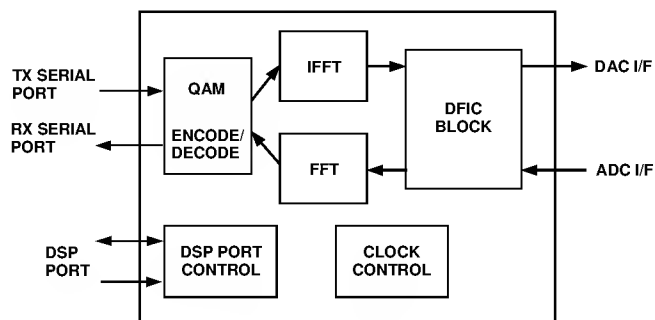 TX SERIAL
PORT
RX SERIAL
PORT
QAM
ENCODE/
DECODE
IFFT
FFT
DFIC
BLOCK
DAC I/F
ADC I/F
DSP
PORT
DSP PORT
CONTROL
CLOCK
CONTROL